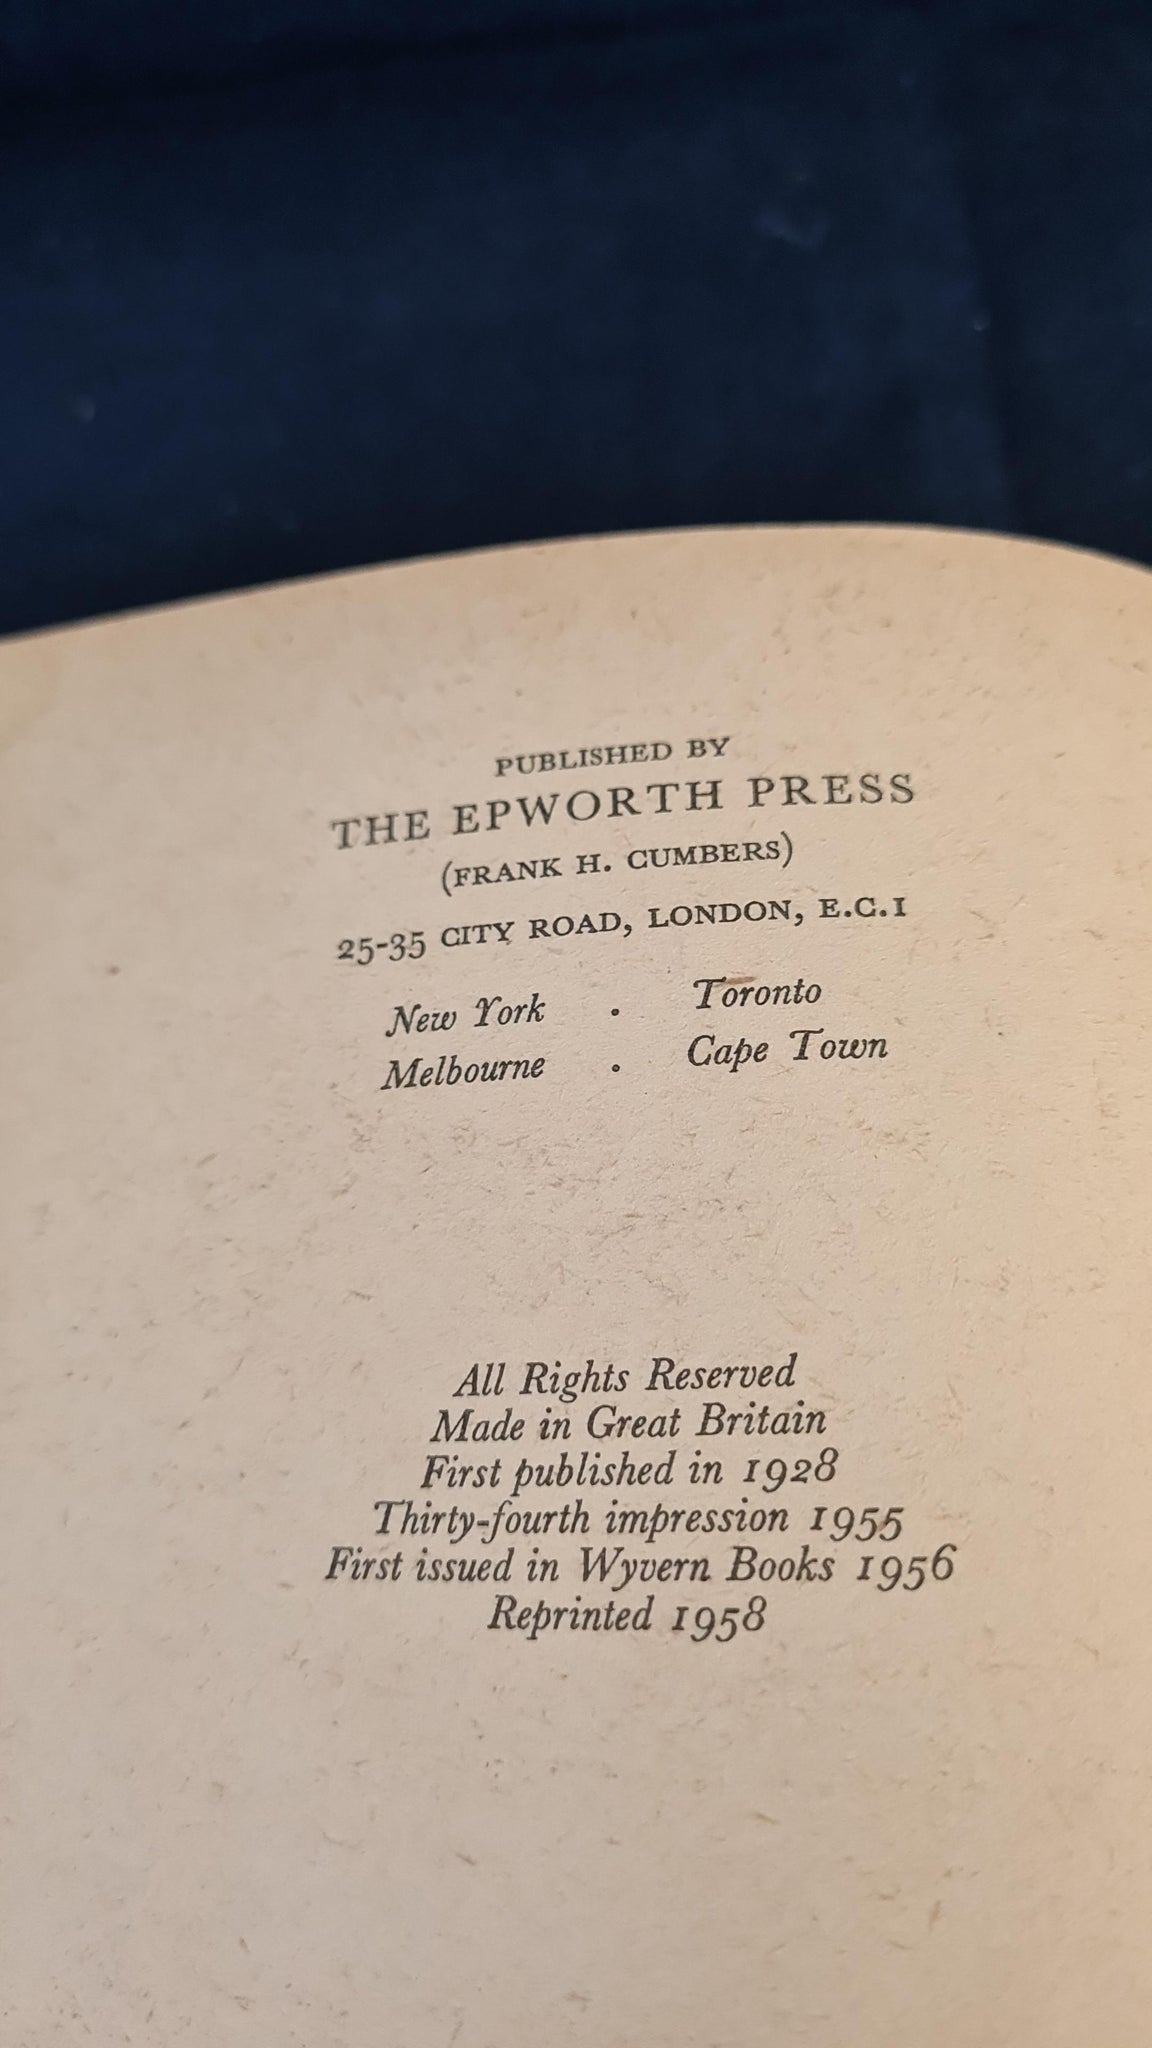 PUBLISHED BY
THE EPWORTH PRESS
(FRANK H. CUMBERS)
25-35 CITY ROAD, LONDON, E.C.1
New York . Toronto
Melbourne . Cape Town
All Rights Reserved
Made in Great Britain
First published in 1928
Thirty-fourth impression 1955
First issued in Wyvern Books 1956
Reprinted 1958